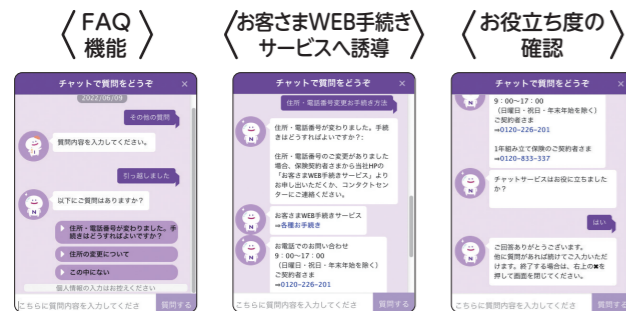 FAQ
機能
チャットで質問をどうぞ ×
2022/06/09
その他の質問
質問内容を入力してください。
引っ越しました
以下にご質問はありますか？
住所・電話番号が変わりました。手
続きはどうすればよいですか？
住所の変更について
この中にない
個人情報の入力はお控えください
こちらに質問内容を入力してくださ 質問する
お客さまWEB手続き
サービスへ誘導
チャットで質問をどうぞ ×
住所・電話番号変更お手続き方法
住所・電話番号が変わりました。手続
きはどうすればよいですか？:
住所・電話番号のご変更がありました
場合、保険契約者さまから当社HPの
「お客さまWEB手続きサービス」より
お申し出いただくか、コンタクトセン
ターにご連絡ください。
お客さまWEB手続きサービス
⇒各種お手続き
お電話でのお問い合わせ
9：00～17：00
（日曜日・祝日・年末年始を除く）
ご契約者さま
⇒0120-226-201
こちらに質問内容を入力してくださ 質問する
お役立ち度の
確認
チャットで質問をどうぞ ×
9：00～17：00
（日曜日・祝日・年末年始を除く）
ご契約者さま
⇒0120-226-201
1年組み立て保険のご契約者さま
⇒0120-833-337
チャットサービスはお役に立ちました
か？
はい
ご回答ありがとうございます。
他に質問があれば続けてご入力いただ
けます。終了する場合は、右上の✖を
押して画面を閉じてください。
こちらに質問内容を入力してくださ 質問する